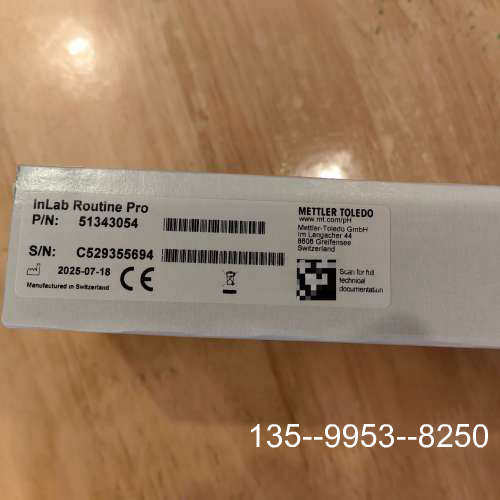 InLab Routine Pro
P/N: 51343054
S/N: C529355694
2025-07-18
CE
Manufactured in Switzerland
METTLER TOLEDO
www.mt.com/pH
Mettler-Toledo GmbH
Im Langacher 44
8606 Greifensee
Switzerland
Scan for full
technical
documentation
135--9953--8250